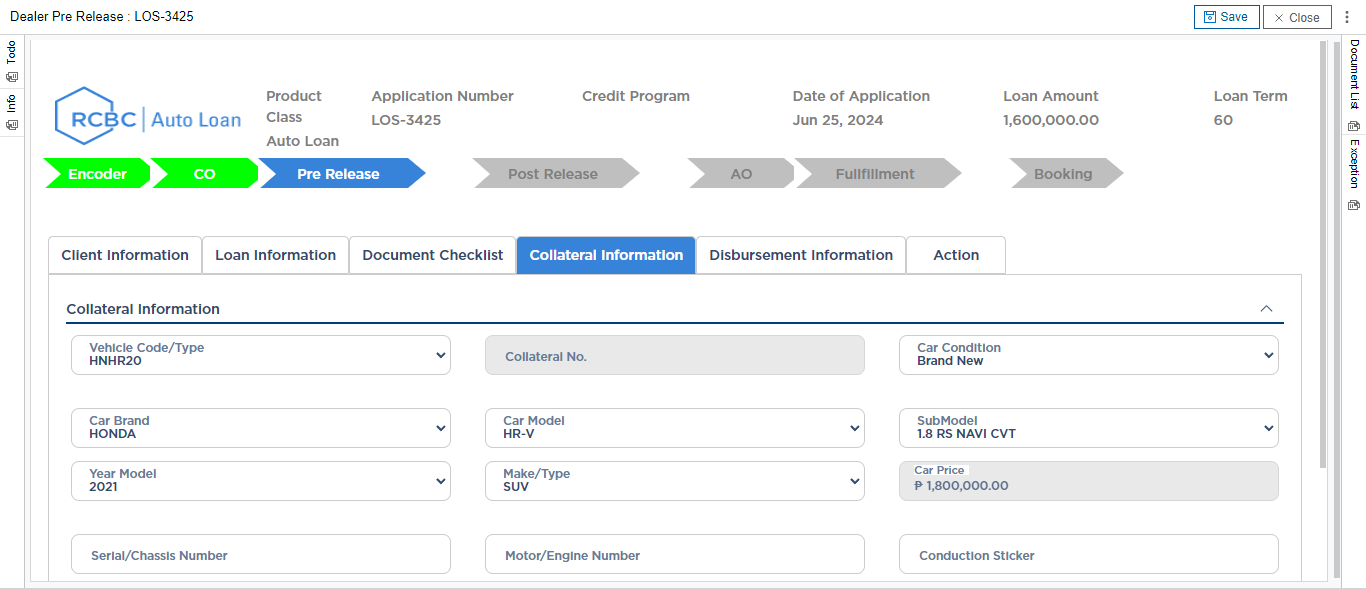 Dealer Pre Release : LOS-3425
Save
Close
Todo
Info
Document List
Exception
RCBC Auto Loan
Product Class
Auto Loan
Application Number
LOS-3425
Credit Program
Date of Application
Jun 25, 2024
Loan Amount
1,600,000.00
Loan Term
60
Encoder
CO
Pre Release
Post Release
AO
Fullfillment
Booking
Client Information
Loan Information
Document Checklist
Collateral Information
Disbursement Information
Action
Collateral Information
Vehicle Code/Type
HNHR20
Collateral No.
Car Condition
Brand New
Car Brand
HONDA
Car Model
HR-V
SubModel
1.8 RS NAVI CVT
Year Model
2021
Make/Type
SUV
Car Price
₱ 1,800,000.00
Serial/Chassis Number
Motor/Engine Number
Conduction Sticker